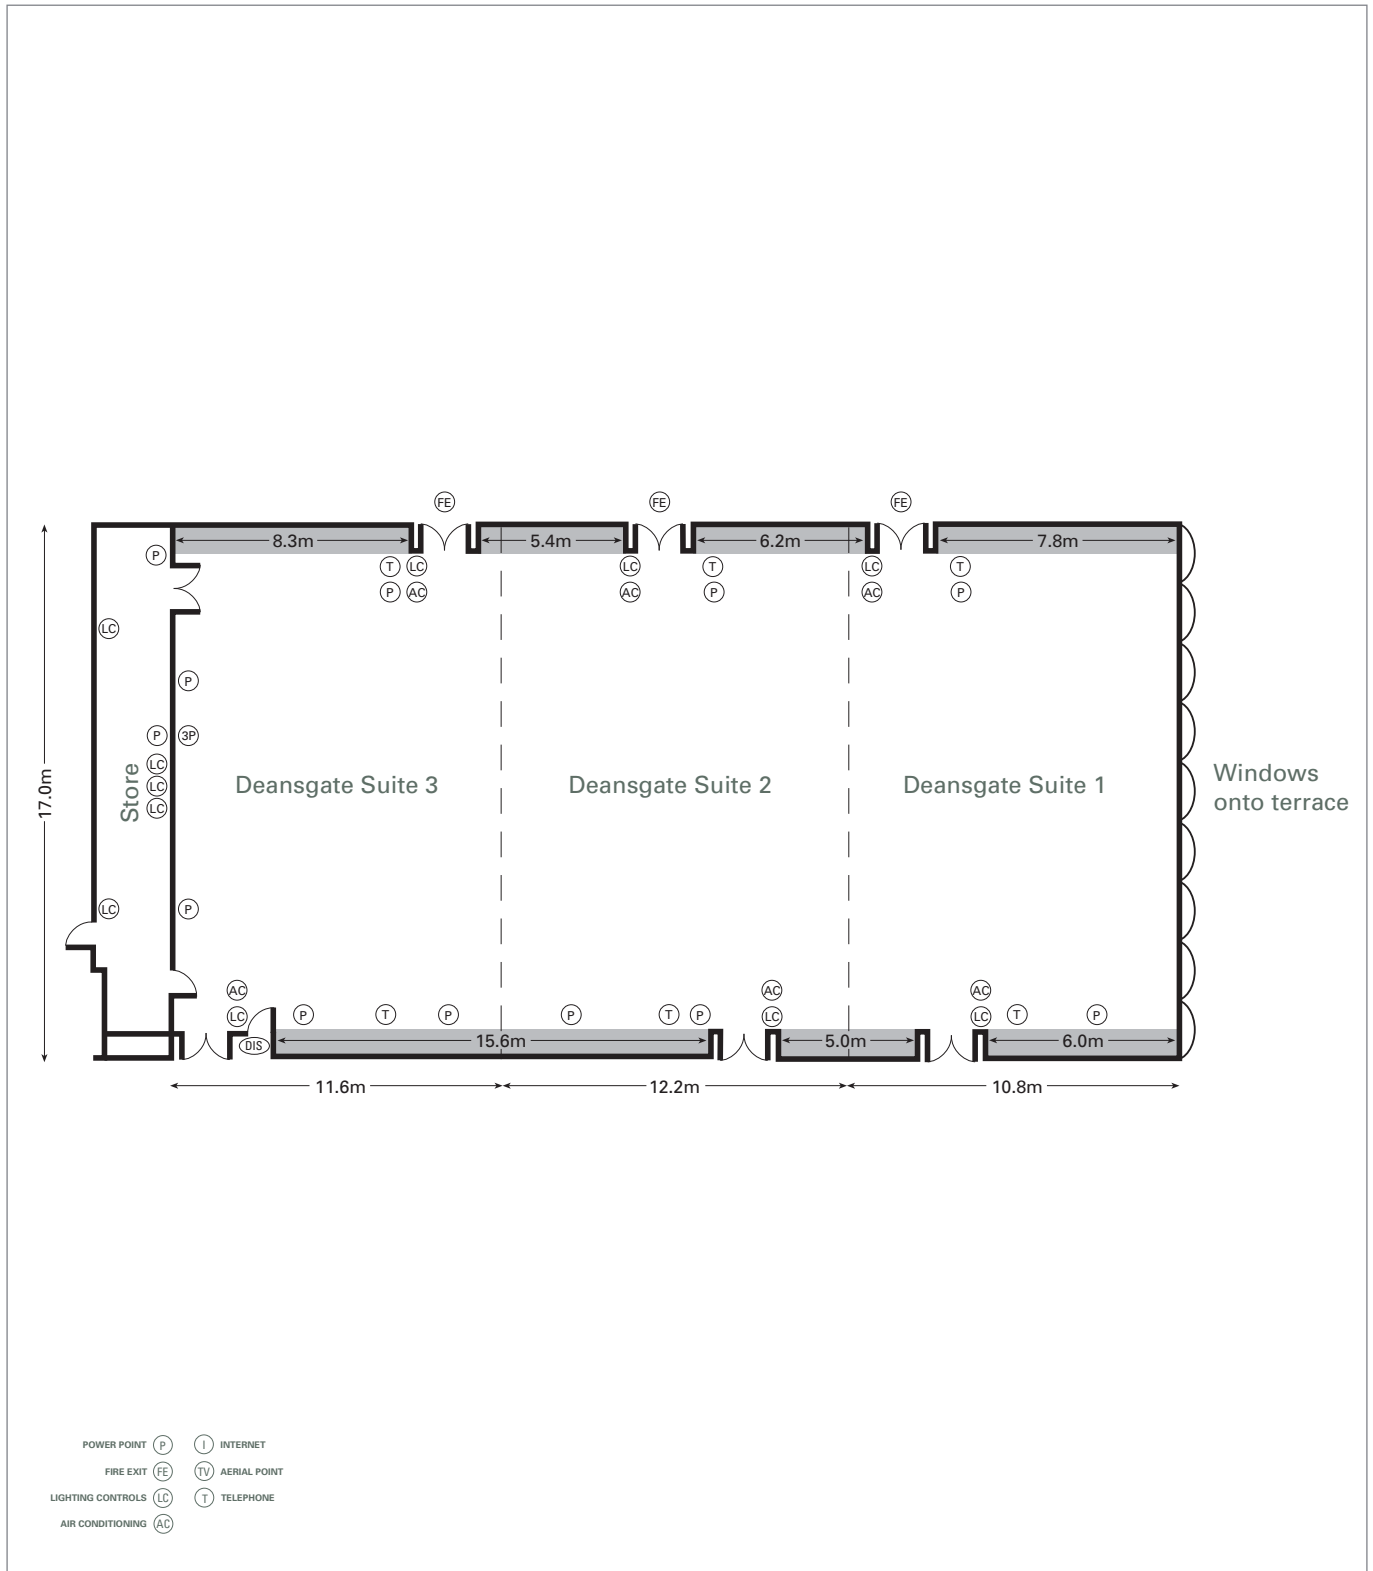 FE FE FE
8.3m 5.4m 6.2m 7.8m
P T LC LC T LC T
P AC AC P AC P
LC
P
P 3P
LC
LC
LC
Store
17.0m
Deansgate Suite 3 Deansgate Suite 2 Deansgate Suite 1
Windows
onto terrace
LC P
AC AC AC
LC P T P P T P LC LC T P
DIS 15.6m 5.0m 6.0m
11.6m 12.2m 10.8m
POWER POINT P I INTERNET
FIRE EXIT FE TV AERIAL POINT
LIGHTING CONTROLS LC T TELEPHONE
AIR CONDITIONING AC